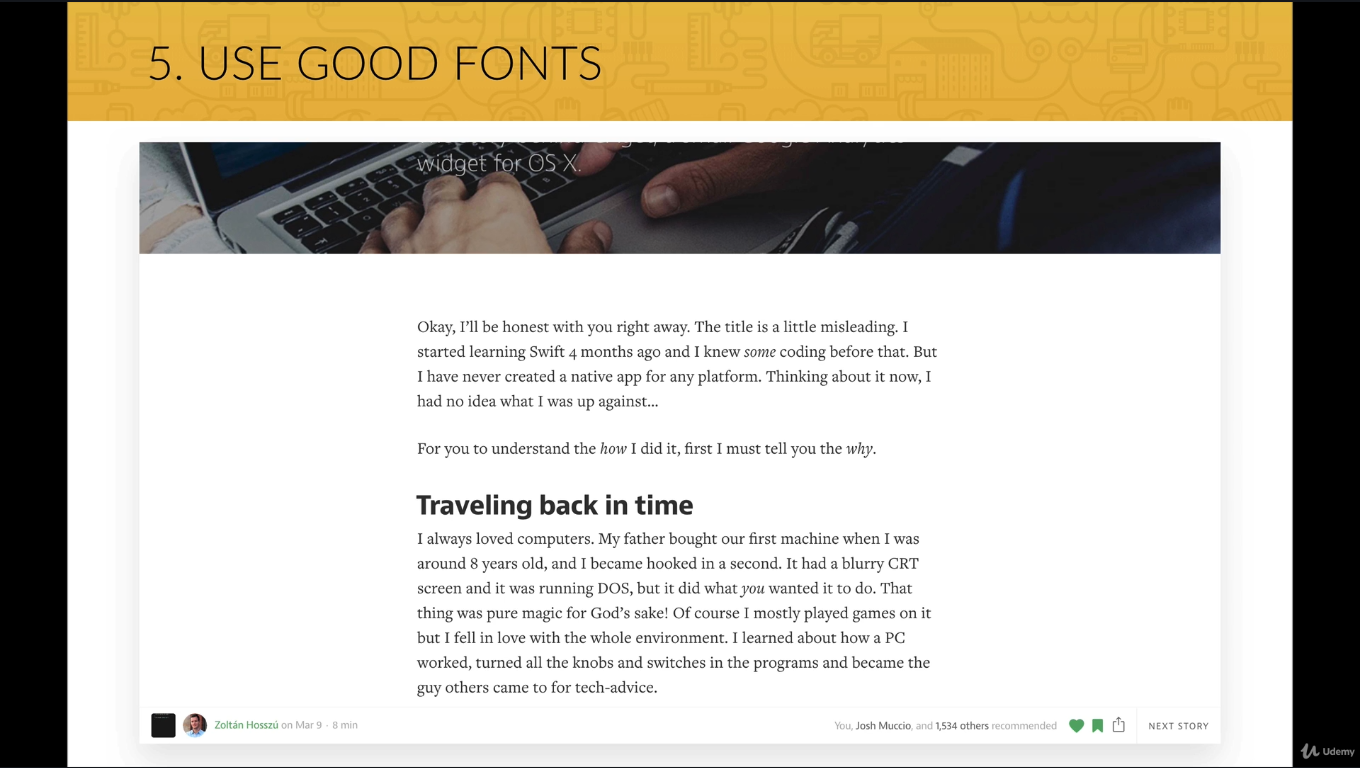 5. USE GOOD FONTS
widget for OS X.
Okay, I’ll be honest with you right away. The title is a little misleading. I
started learning Swift 4 months ago and I knew some coding before that. But
I have never created a native app for any platform. Thinking about it now, I
had no idea what I was up against…
For you to understand the how I did it, first I must tell you the why.
Traveling back in time
I always loved computers. My father bought our first machine when I was
around 8 years old, and I became hooked in a second. It had a blurry CRT
screen and it was running DOS, but it did what you wanted it to do. That
thing was pure magic for God’s sake! Of course I mostly played games on it
but I fell in love with the whole environment. I learned about how a PC
worked, turned all the knobs and switches in the programs and became the
guy others came to for tech-advice.
Zoltán Hosszú on Mar 9 · 8 min
You, Josh Muccio, and 1,534 others recommended
NEXT STORY
Udemy